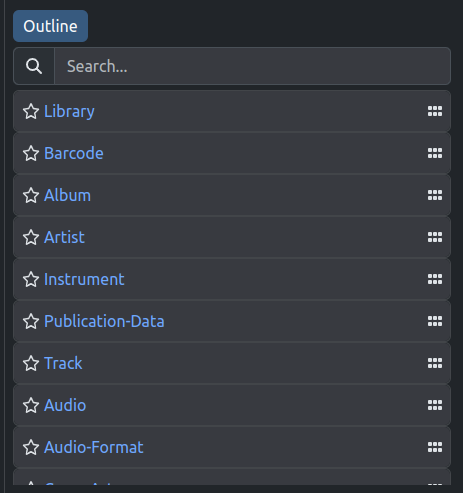 Outline
Search...
Library
Barcode
Album
Artist
Instrument
Publication-Data
Track
Audio
Audio-Format